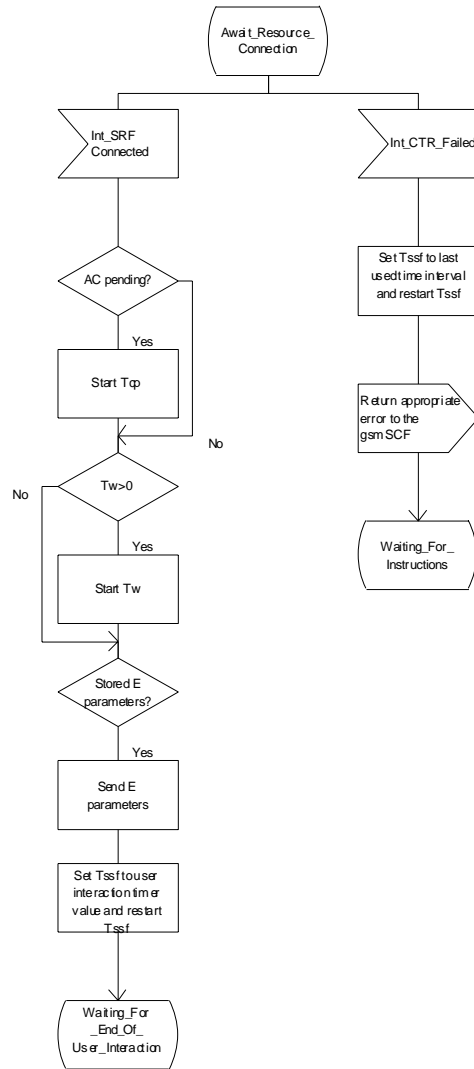 Await_Resource_
Connection
Int_SRF
Connected
Int_CTR_Failed
AC pending?
Set Tssf to last
used time interval
and restart Tssf
Yes
Start Tcp
Return appropriate
error to the
gsmSCF
No
No
Tw>0
Yes
Waiting_For_
Instructions
Start Tw
Stored E
parameters?
Yes
Send E
parameters
Set Tssf to user
interaction timer
value and restart
Tssf
Waiting_For
_End_Of_
User_Interaction